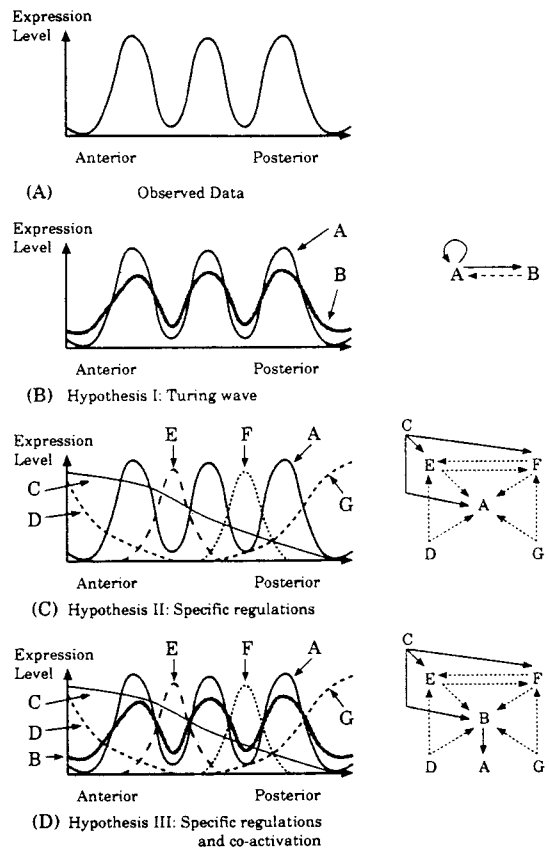 Expression
Level
Anterior Posterior
(A) Observed Data
Expression
Level
A
B
Anterior Posterior
A B
(B) Hypothesis I: Turing wave
Expression
Level
E F A
C
D
G
Anterior Posterior
C
E F
A
D G
(C) Hypothesis II: Specific regulations
Expression
Level
E F A
C
D
B
G
Anterior Posterior
C
E F
B
D A G
(D) Hypothesis III: Specific regulations
and co-activation